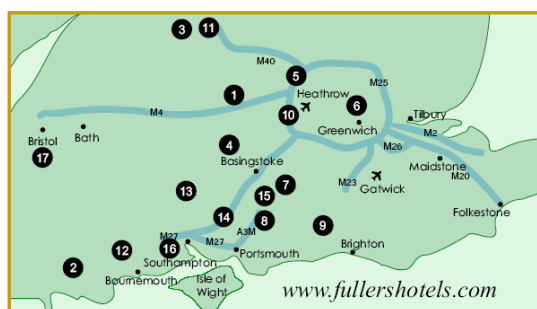 3
11
M40
5
Heathrow
M25
1
M4
10
6
Greenwich
Tilbury
M2
Bristol
Bath
17
4
Basingstoke
M26
Maidstone
M20
M23
Gatwick
13
15
7
Folkestone
14
8
A3M
9
M27
16
M27
12
Southampton
Portsmouth
Brighton
2
Bournemouth
Isle of
Wight
www.fullershotels.com